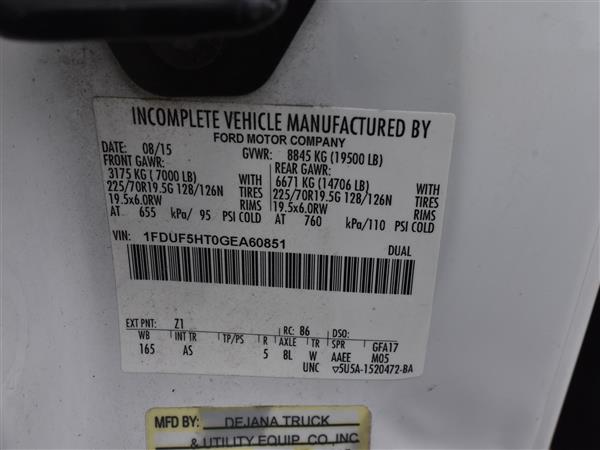 INCOMPLETE VEHICLE MANUFACTURED BY
FORD MOTOR COMPANY
DATE: 08/15 GVWR: 8845 KG (19500 LB)
FRONT GAWR: REAR GAWR:
3175 KG ( 7000 LB) WITH 6671 KG (14706 LB) WITH
225/70R19.5G 128/126N TIRES 225/70R19.5G 128/126N TIRES
19.5x6.0RW RIMS 19.5x6.0RW RIMS
AT 655 kPa/ 95 PSI COLD AT 760 kPa/110 PSI COLD
VIN: 1FDUF5HT0GEA60851 DUAL
EXT PNT: Z1 RC: 86 DSO:
WB INT TR TP/PS R AXLE TR SPR GFA17
165 AS 5 8L W AAEE M05
UNC ▽5U5A-1520472-BA
MFD BY: DEJANA TRUCK
& UTILITY EQUIP. CO., INC.